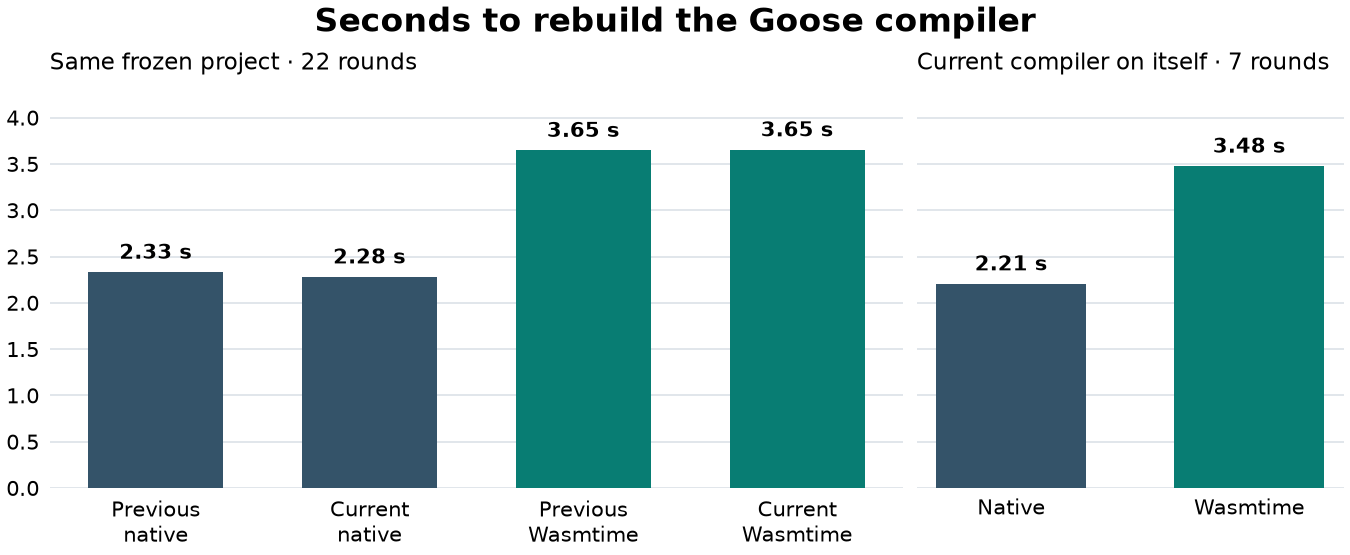 Seconds to rebuild the Goose compiler
Same frozen project · 22 rounds
Current compiler on itself · 7 rounds
4.0
3.5
3.0
2.5
2.0
1.5
1.0
0.5
0.0
2.33 s
2.28 s
3.65 s
3.65 s
2.21 s
3.48 s
Previous
native
Current
native
Previous
Wasmtime
Current
Wasmtime
Native
Wasmtime